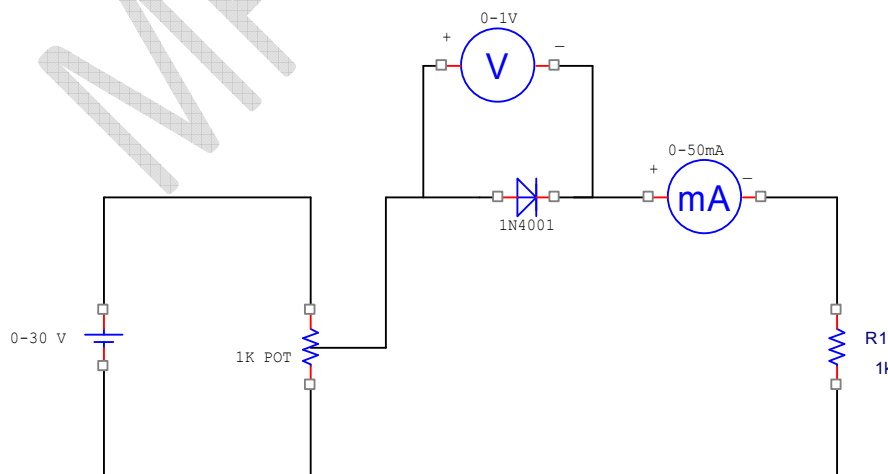 0-1V
+ −
V
0-50mA
+ −
mA
1N4001
0-30 V
1K POT
R1